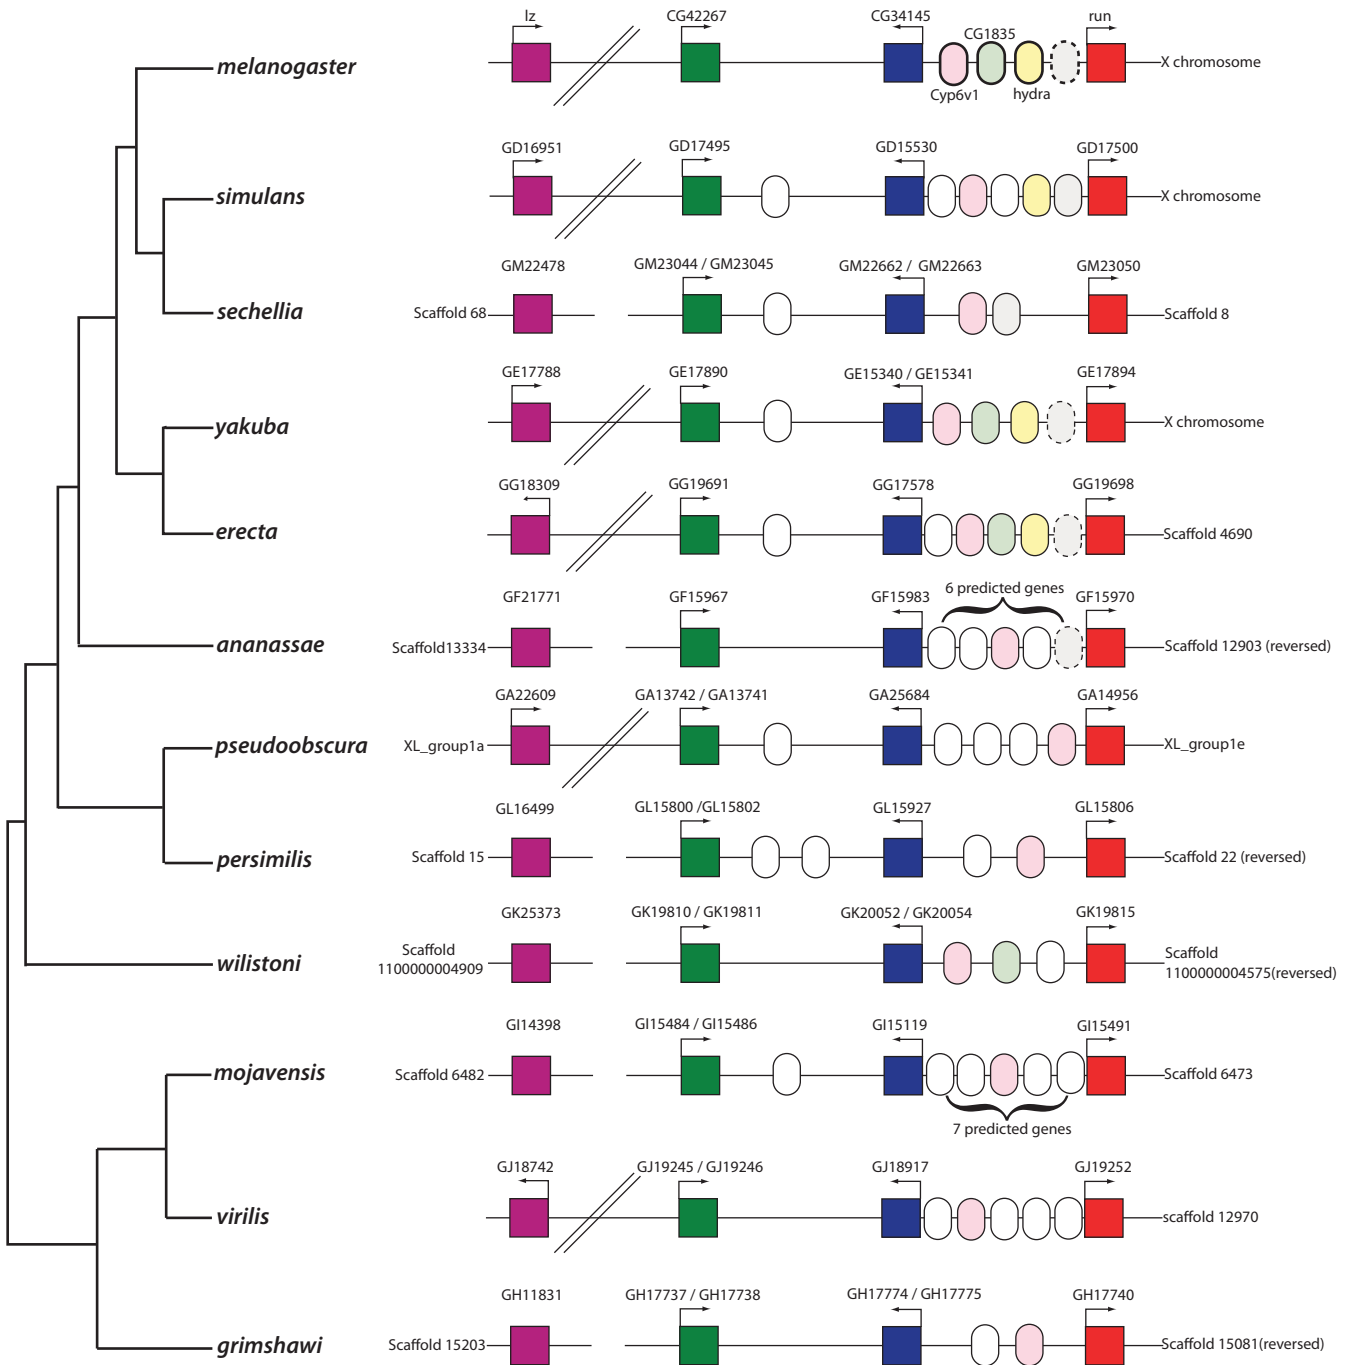 lz CG42267 CG34145 CG1835 run
melanogaster X chromosome
Cyp6v1 hydra
GD16951 GD17495 GD15530 GD17500
simulans X chromosome
GM22478 GM23044 / GM23045 GM22662 / GM22663 GM23050
sechellia Scaffold 68 Scaffold 8
GE17788 GE17890 GE15340 / GE15341 GE17894
yakuba X chromosome
GG18309 GG19691 GG17578 GG19698
erecta Scaffold 4690
6 predicted genes
GF21771 GF15967 GF15983 GF15970
ananassae Scaffold13334 Scaffold 12903 (reversed)
GA22609 GA13742 / GA13741 GA25684 GA14956
pseudoobscura XL_group1a XL_group1e
GL16499 GL15800 /GL15802 GL15927 GL15806
persimilis Scaffold 15 Scaffold 22 (reversed)
GK25373 GK19810 / GK19811 GK20052 / GK20054 GK19815
wilistoni Scaffold Scaffold
1100000004909 1100000004575(reversed)
GI14398 GI15484 / GI15486 GI15119 GI15491
mojavensis Scaffold 6482 Scaffold 6473
7 predicted genes
GJ18742 GJ19245 / GJ19246 GJ18917 GJ19252
virilis scaffold 12970
GH11831 GH17737 / GH17738 GH17774 / GH17775 GH17740
grimshawi Scaffold 15203 Scaffold 15081(reversed)